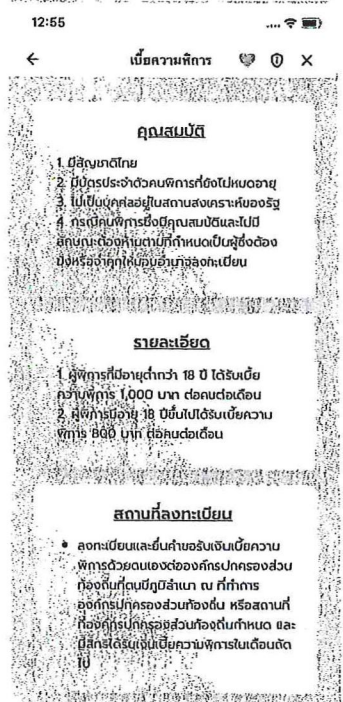 12:55
เบี้ยความพิการ
คุณสมบัติ
1. มีสัญชาติไทย
2. มีบัตรประจำตัวคนพิการที่ยังไม่หมดอายุ
3. ไม่เป็นบุคคลอยู่ในสถานสงเคราะห์ของรัฐ
4. กรณีคนพิการซึ่งมีคุณสมบัติและไม่มี
ลักษณะต้องห้ามตามที่กำหนดเป็นผู้ซึ่งต้อง
ขังหรือจำคุกให้มอบอำนาจลงทะเบียน
รายละเอียด
1. ผู้พิการที่มีอายุต่ำกว่า 18 ปี ได้รับเบี้ย
ความพิการ 1,000 บาท ต่อคนต่อเดือน
2. ผู้พิการมีอายุ 18 ปีขึ้นไปได้รับเบี้ยความ
พิการ 800 บาท ต่อคนต่อเดือน
สถานที่ลงทะเบียน
• ลงทะเบียนและยื่นคำขอรับเงินเบี้ยความ
พิการด้วยตนเองต่อองค์กรปกครองส่วน
ท้องถิ่นที่ตนมีภูมิลำเนา ณ ที่ทำการ
องค์กรปกครองส่วนท้องถิ่น หรือสถานที่
ที่องค์กรปกครองส่วนท้องถิ่นกำหนด และ
มีสิทธิได้รับเงินเบี้ยความพิการในเดือนถัด
ไป